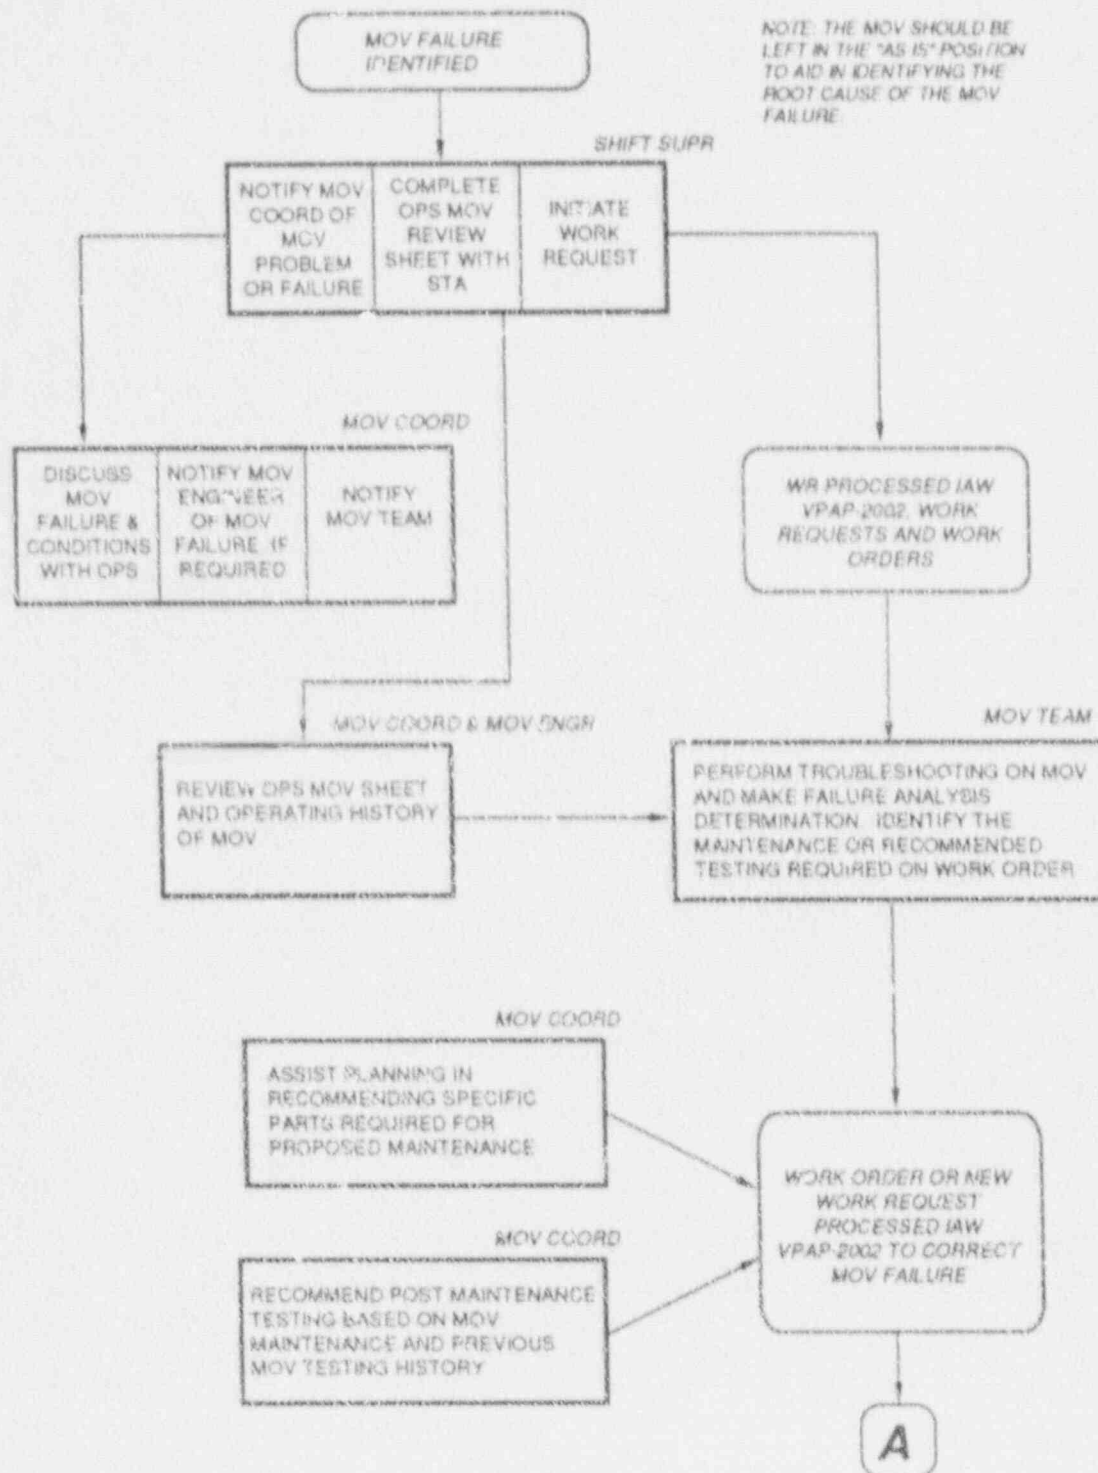 MOV FAILURE
IDENTIFIED
NOTE: THE MOV SHOULD BE
LEFT IN THE "AS IS" POSITION
TO AID IN IDENTIFYING THE
ROOT CAUSE OF THE MOV
FAILURE.
SHIFT SUPR
NOTIFY MOV
COORD OF
MOV
PROBLEM
OR FAILURE
COMPLETE
OPS MOV
REVIEW
SHEET WITH
STA
INITIATE
WORK
REQUEST
MOV COORD
DISCUSS
MOV
FAILURE &
CONDITIONS
WITH OPS
NOTIFY MOV
ENGINEER
OF MOV
FAILURE IF
REQUIRED
NOTIFY
MOV TEAM
WR PROCESSED IAW
VPAP-2002, WORK
REQUESTS AND WORK
ORDERS
MOV COORD & MOV ENGR
REVIEW OPS MOV SHEET
AND OPERATING HISTORY
OF MOV
MOV TEAM
PERFORM TROUBLESHOOTING ON MOV
AND MAKE FAILURE ANALYSIS
DETERMINATION. IDENTIFY THE
MAINTENANCE OR RECOMMENDED
TESTING REQUIRED ON WORK ORDER
MOV COORD
ASSIST PLANNING IN
RECOMMENDING SPECIFIC
PARTS REQUIRED FOR
PROPOSED MAINTENANCE
MOV COORD
RECOMMEND POST MAINTENANCE
TESTING BASED ON MOV
MAINTENANCE AND PREVIOUS
MOV TESTING HISTORY
WORK ORDER OR NEW
WORK REQUEST
PROCESSED IAW
VPAP-2002 TO CORRECT
MOV FAILURE
A